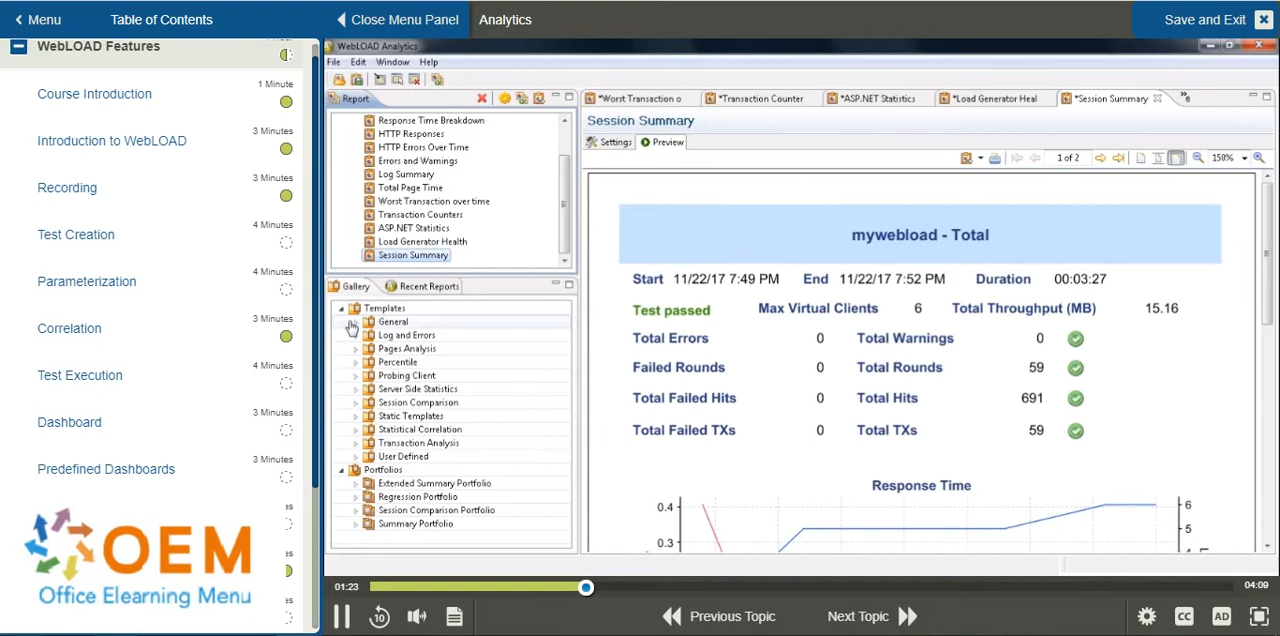 Menu
Table of Contents
Close Menu Panel
Analytics
Save and Exit
WebLOAD Features
1 Minute
Course Introduction
3 Minutes
Introduction to WebLOAD
3 Minutes
Recording
4 Minutes
Test Creation
4 Minutes
Parameterization
3 Minutes
Correlation
4 Minutes
Test Execution
3 Minutes
Dashboard
3 Minutes
Predefined Dashboards
OEM
Office Elearning Menu
WebLOAD Analytics
File Edit Window Help
Report
Response Time Breakdown
HTTP Responses
HTTP Errors Over Time
Errors and Warnings
Log Summary
Total Page Time
Worst Transaction over time
Transaction Counters
ASP.NET Statistics
Load Generator Health
Session Summary
Gallery Recent Reports
Templates
General
Log and Errors
Pages Analysis
Percentile
Probing Client
Server Side Statistics
Session Comparison
Static Templates
Statistical Correlation
Transaction Analysis
User Defined
Portfolios
Extended Summary Portfolio
Regression Portfolio
Session Comparison Portfolio
Summary Portfolio
*Worst Transaction o *Transaction Counter *ASP.NET Statistics *Load Generator Heal *Session Summary
Session Summary
Settings Preview
1 of 2 150%
mywebload - Total
Start 11/22/17 7:49 PM End 11/22/17 7:52 PM Duration 00:03:27
Test passed Max Virtual Clients 6 Total Throughput (MB) 15.16
Total Errors 0 Total Warnings 0
Failed Rounds 0 Total Rounds 59
Total Failed Hits 0 Total Hits 691
Total Failed TXs 0 Total TXs 59
Response Time
0.4 6
5
0.3
01:23 04:09
10 Previous Topic Next Topic CC AD